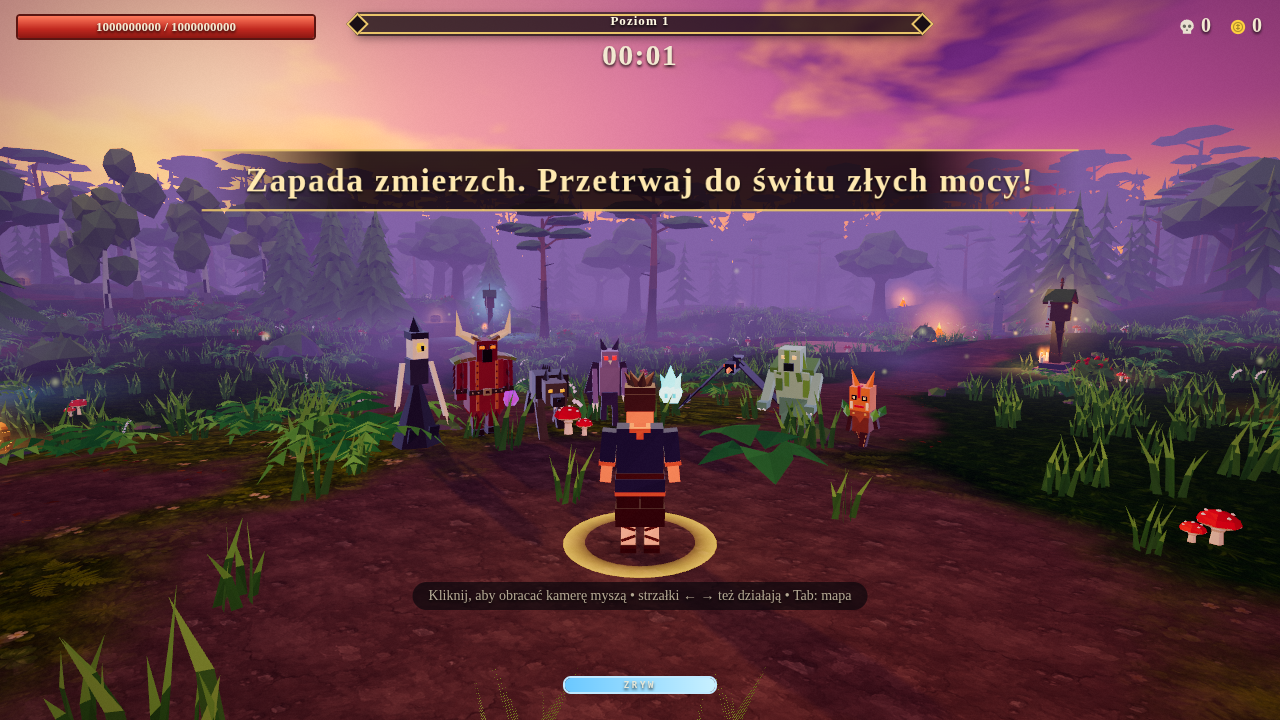 1000000000 / 1000000000
Poziom 1
0
0
00:01
Zapada zmierzch. Przetrwaj do świtu złych mocy!
Kliknij, aby obracać kamerę myszą • strzałki ← → też działają • Tab: mapa
ZRYW